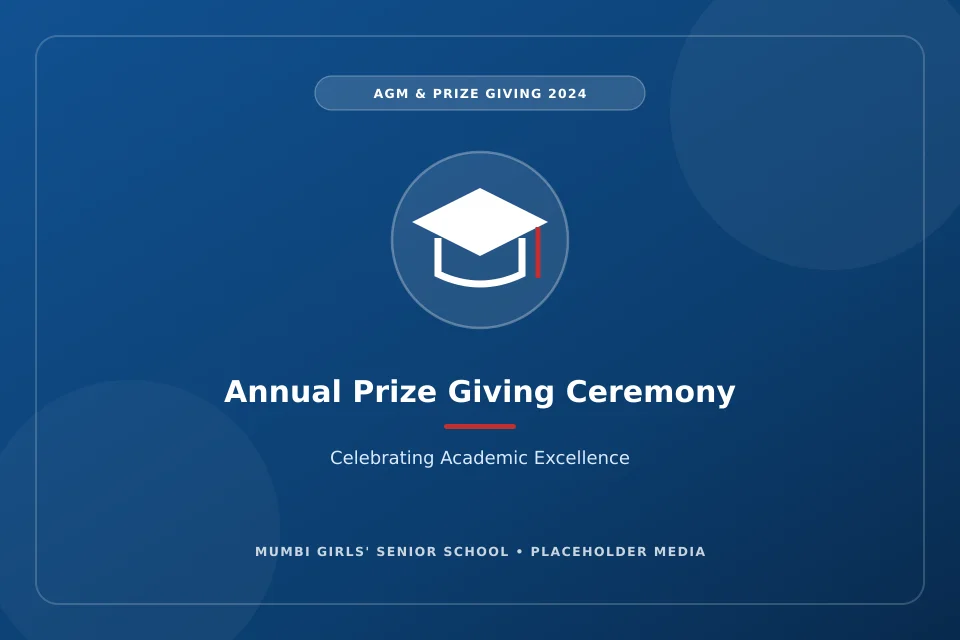 AGM & PRIZE GIVING 2024
Annual Prize Giving Ceremony
Celebrating Academic Excellence
MUMBI GIRLS' SENIOR SCHOOL • PLACEHOLDER MEDIA